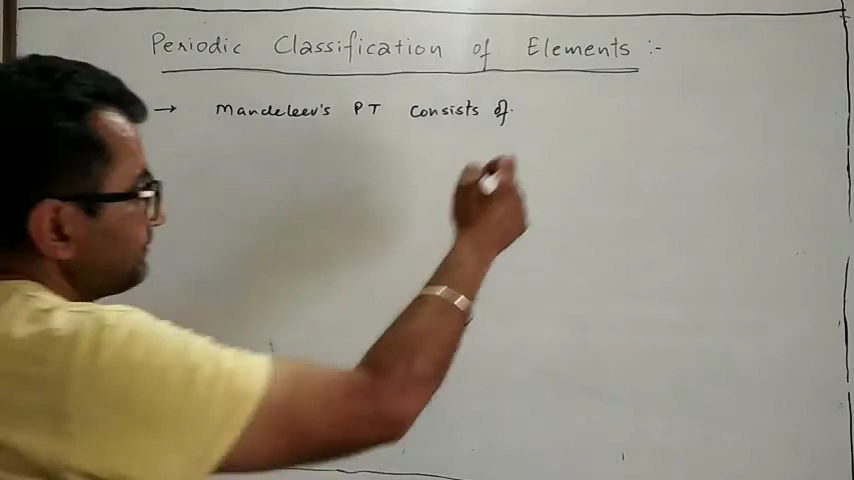 Periodic Classification of Elements :-
→ Mandeleev's PT consists of